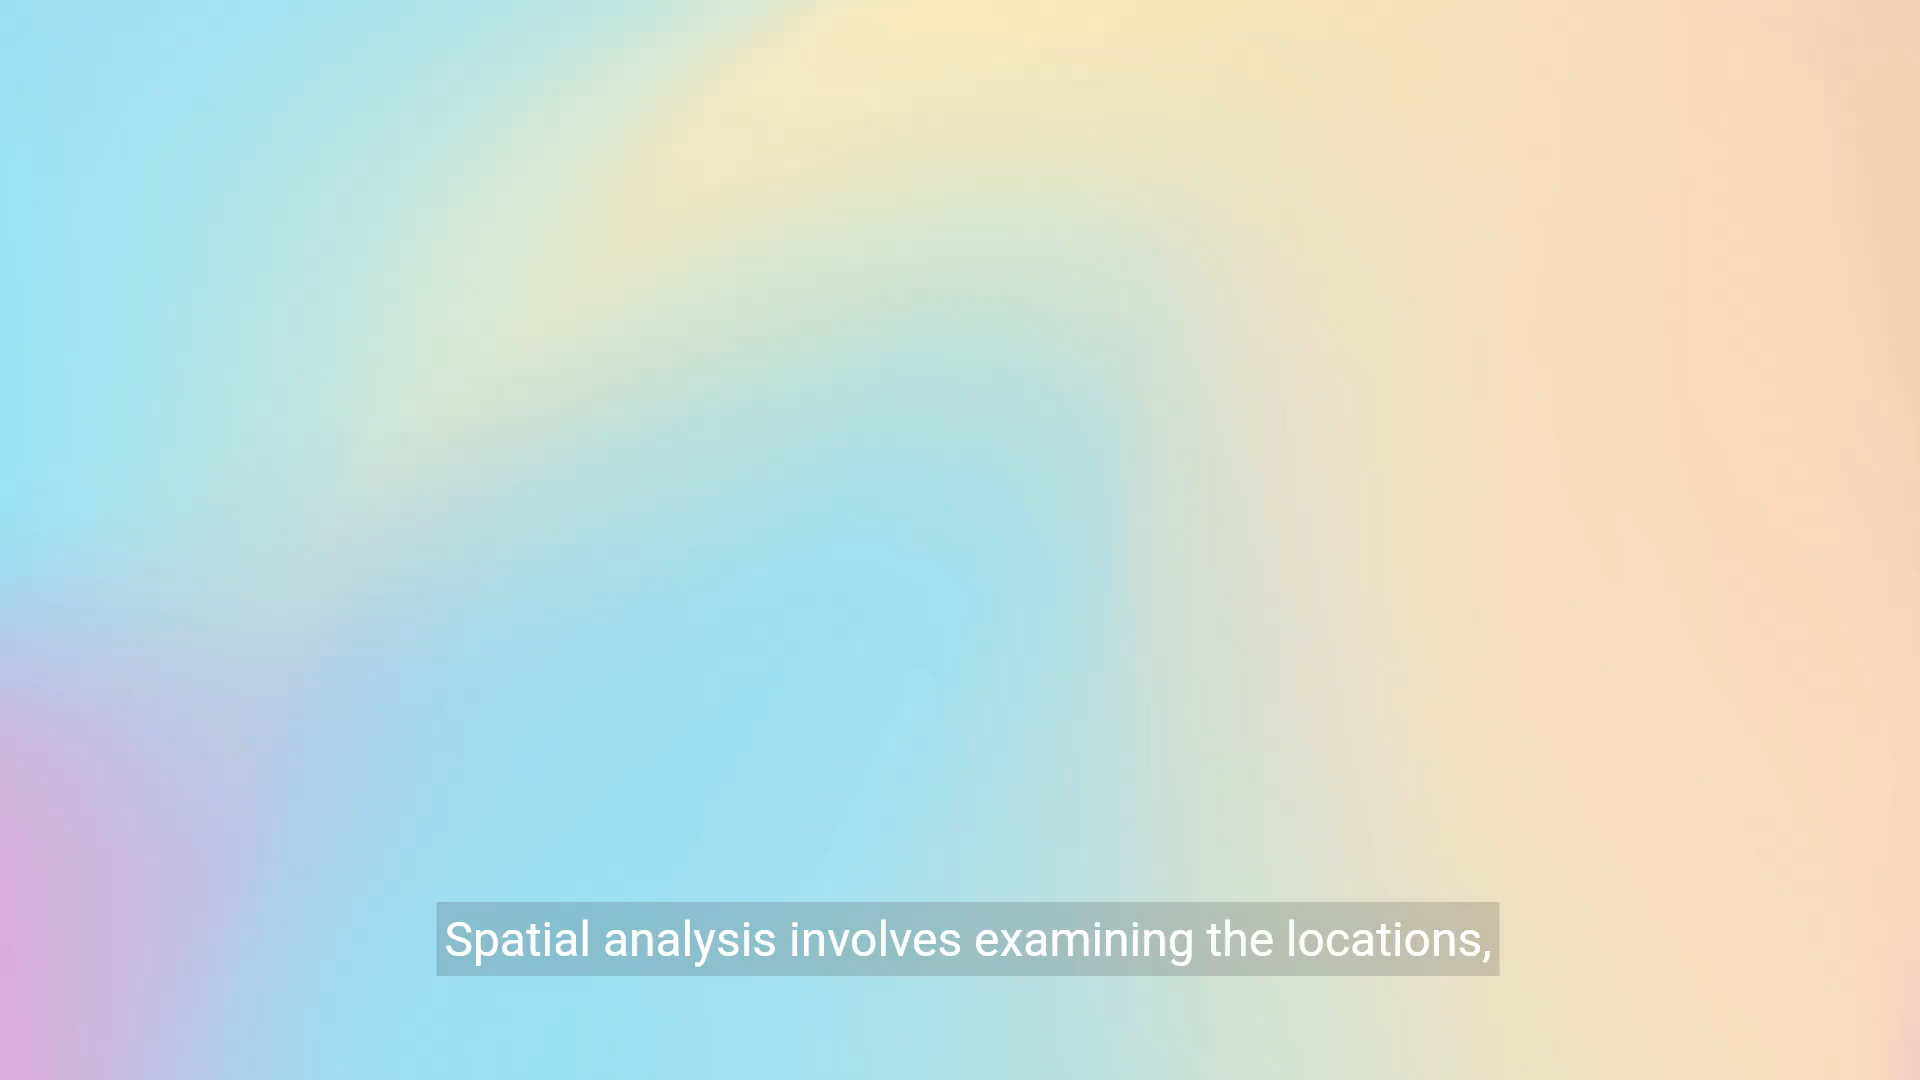 Spatial analysis involves examining the locations,